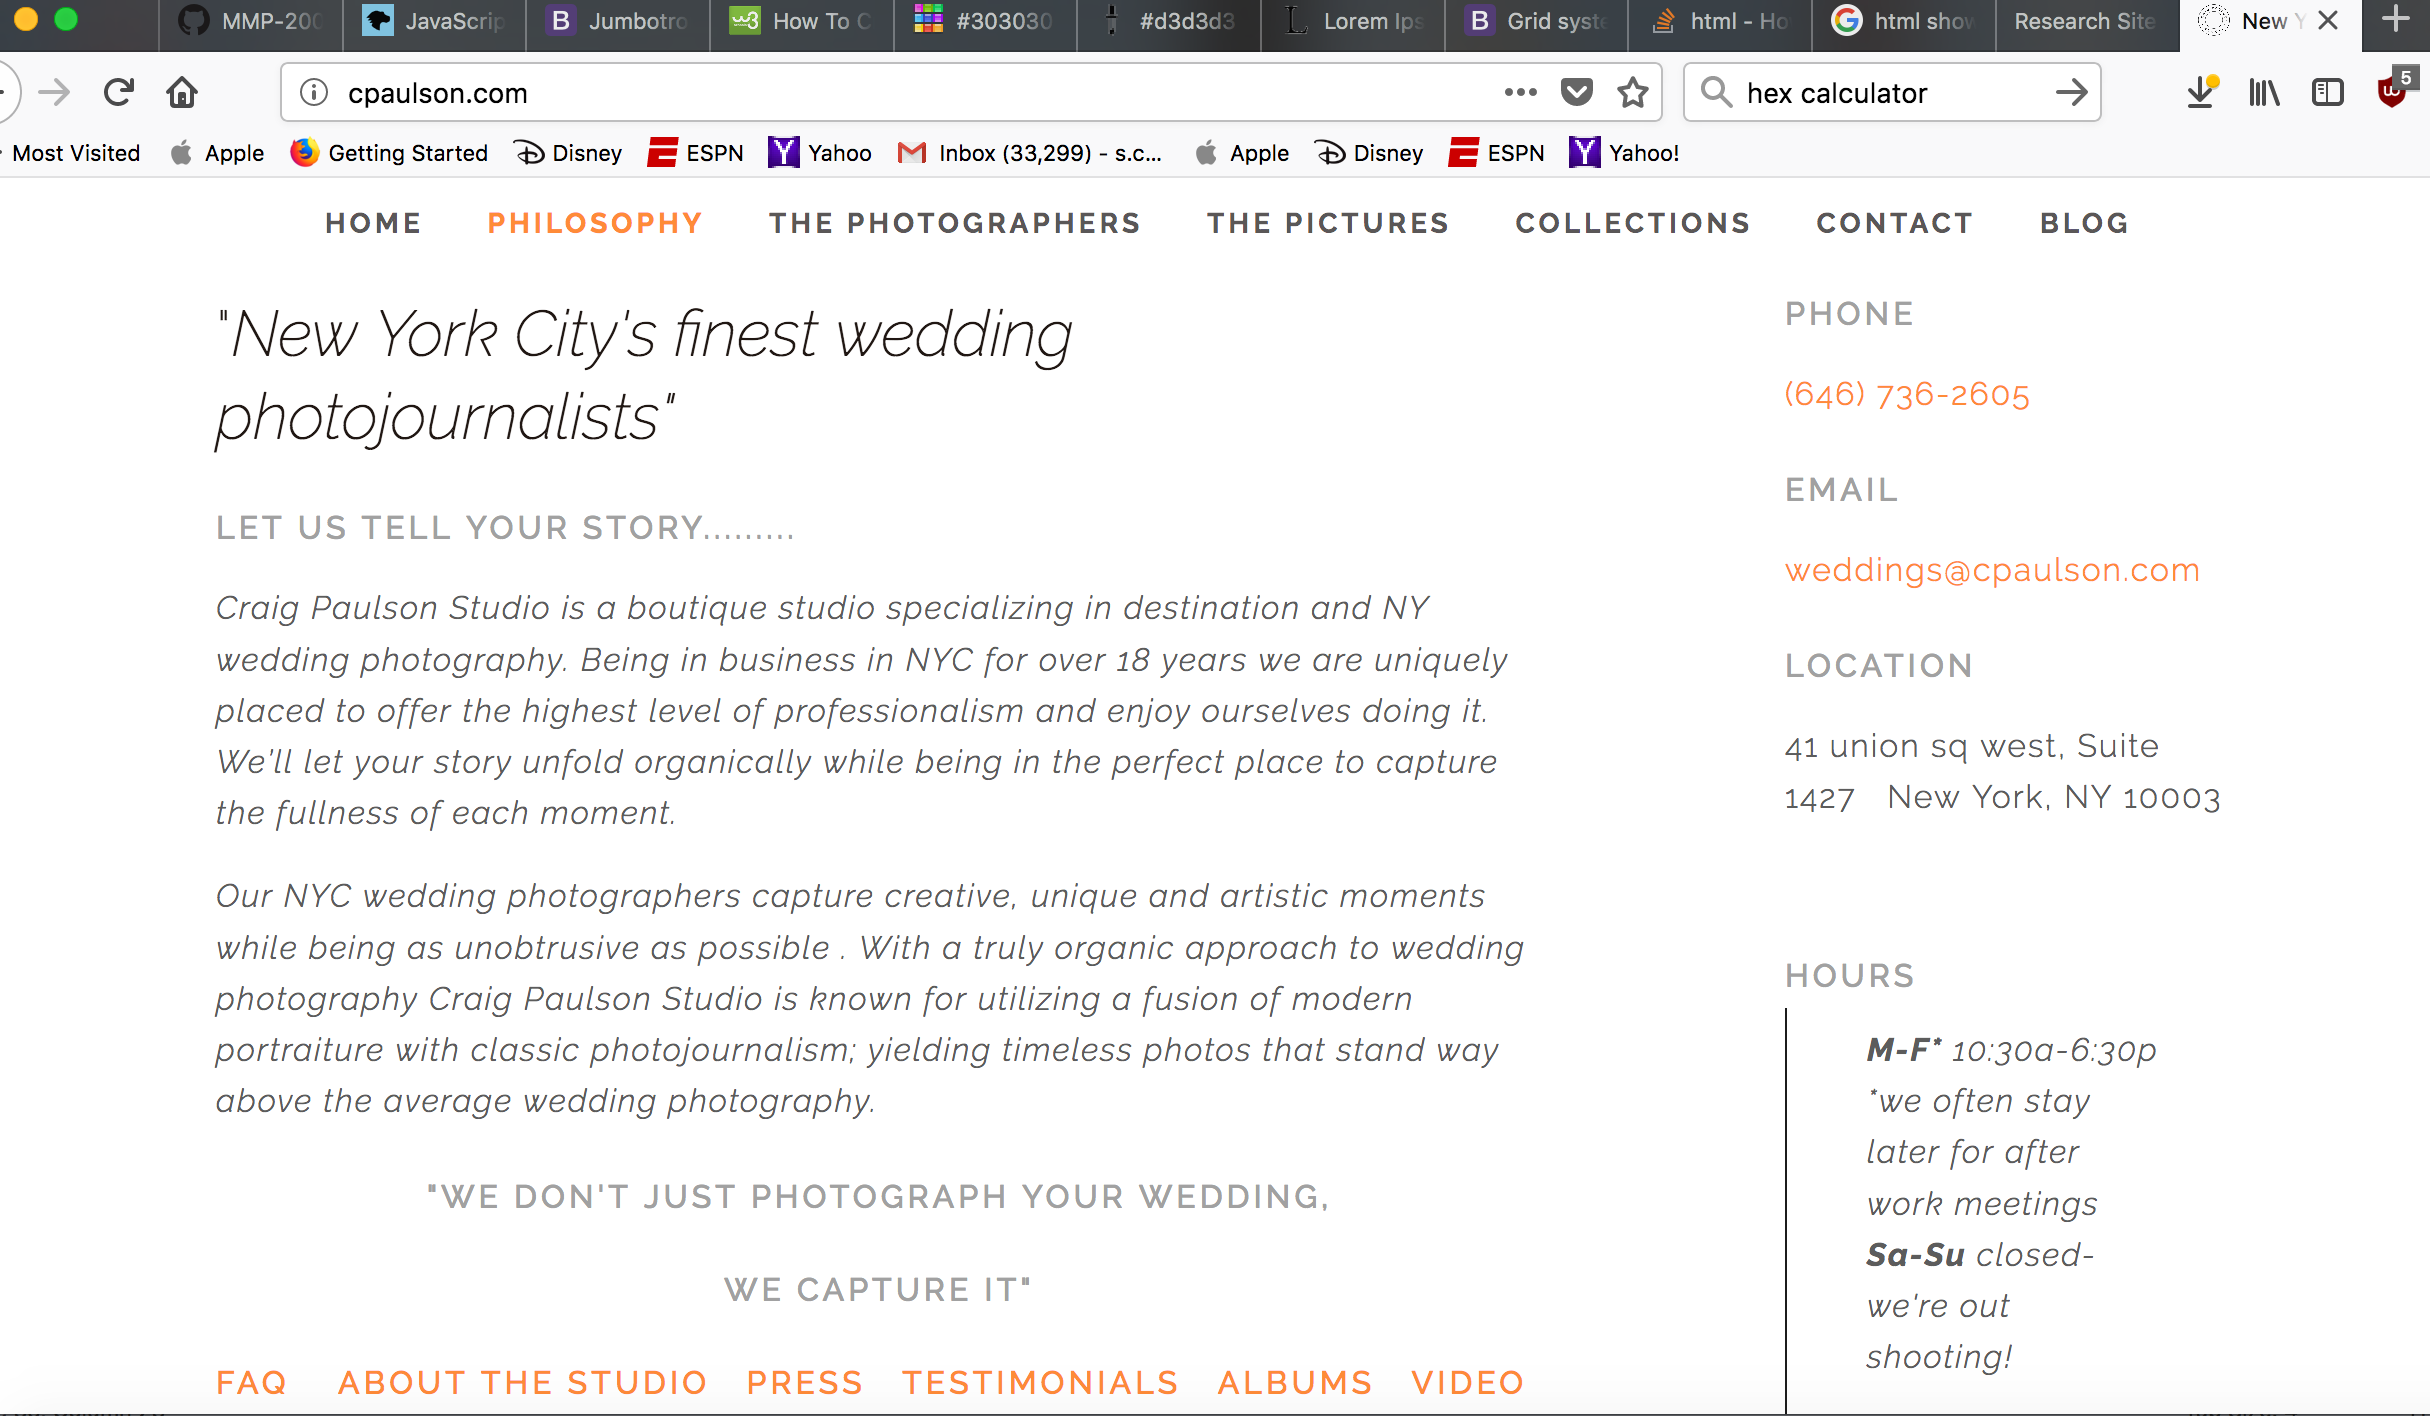 MMP-200
JavaScrip
Jumbotro
How To C
#303030
#d3d3d3
Lorem Ips
Grid syst
html - Ho
html show
Research Site
New Y
cpaulson.com
hex calculator
5
Most Visited
Apple
Getting Started
Disney
ESPN
Yahoo
Inbox (33,299) - s.c...
Apple
Disney
ESPN
Yahoo!
HOME
PHILOSOPHY
THE PHOTOGRAPHERS
THE PICTURES
COLLECTIONS
CONTACT
BLOG
"New York City's finest wedding
photojournalists"
LET US TELL YOUR STORY.........
Craig Paulson Studio is a boutique studio specializing in destination and NY
wedding photography. Being in business in NYC for over 18 years we are uniquely
placed to offer the highest level of professionalism and enjoy ourselves doing it.
We'll let your story unfold organically while being in the perfect place to capture
the fullness of each moment.
Our NYC wedding photographers capture creative, unique and artistic moments
while being as unobtrusive as possible . With a truly organic approach to wedding
photography Craig Paulson Studio is known for utilizing a fusion of modern
portraiture with classic photojournalism; yielding timeless photos that stand way
above the average wedding photography.
"WE DON'T JUST PHOTOGRAPH YOUR WEDDING,
WE CAPTURE IT"
FAQ
ABOUT THE STUDIO
PRESS
TESTIMONIALS
ALBUMS
VIDEO
PHONE
(646) 736-2605
EMAIL
weddings@cpaulson.com
LOCATION
41 union sq west, Suite
1427 New York, NY 10003
HOURS
M-F* 10:30a-6:30p
*we often stay
later for after
work meetings
Sa-Su closed-
we're out
shooting!